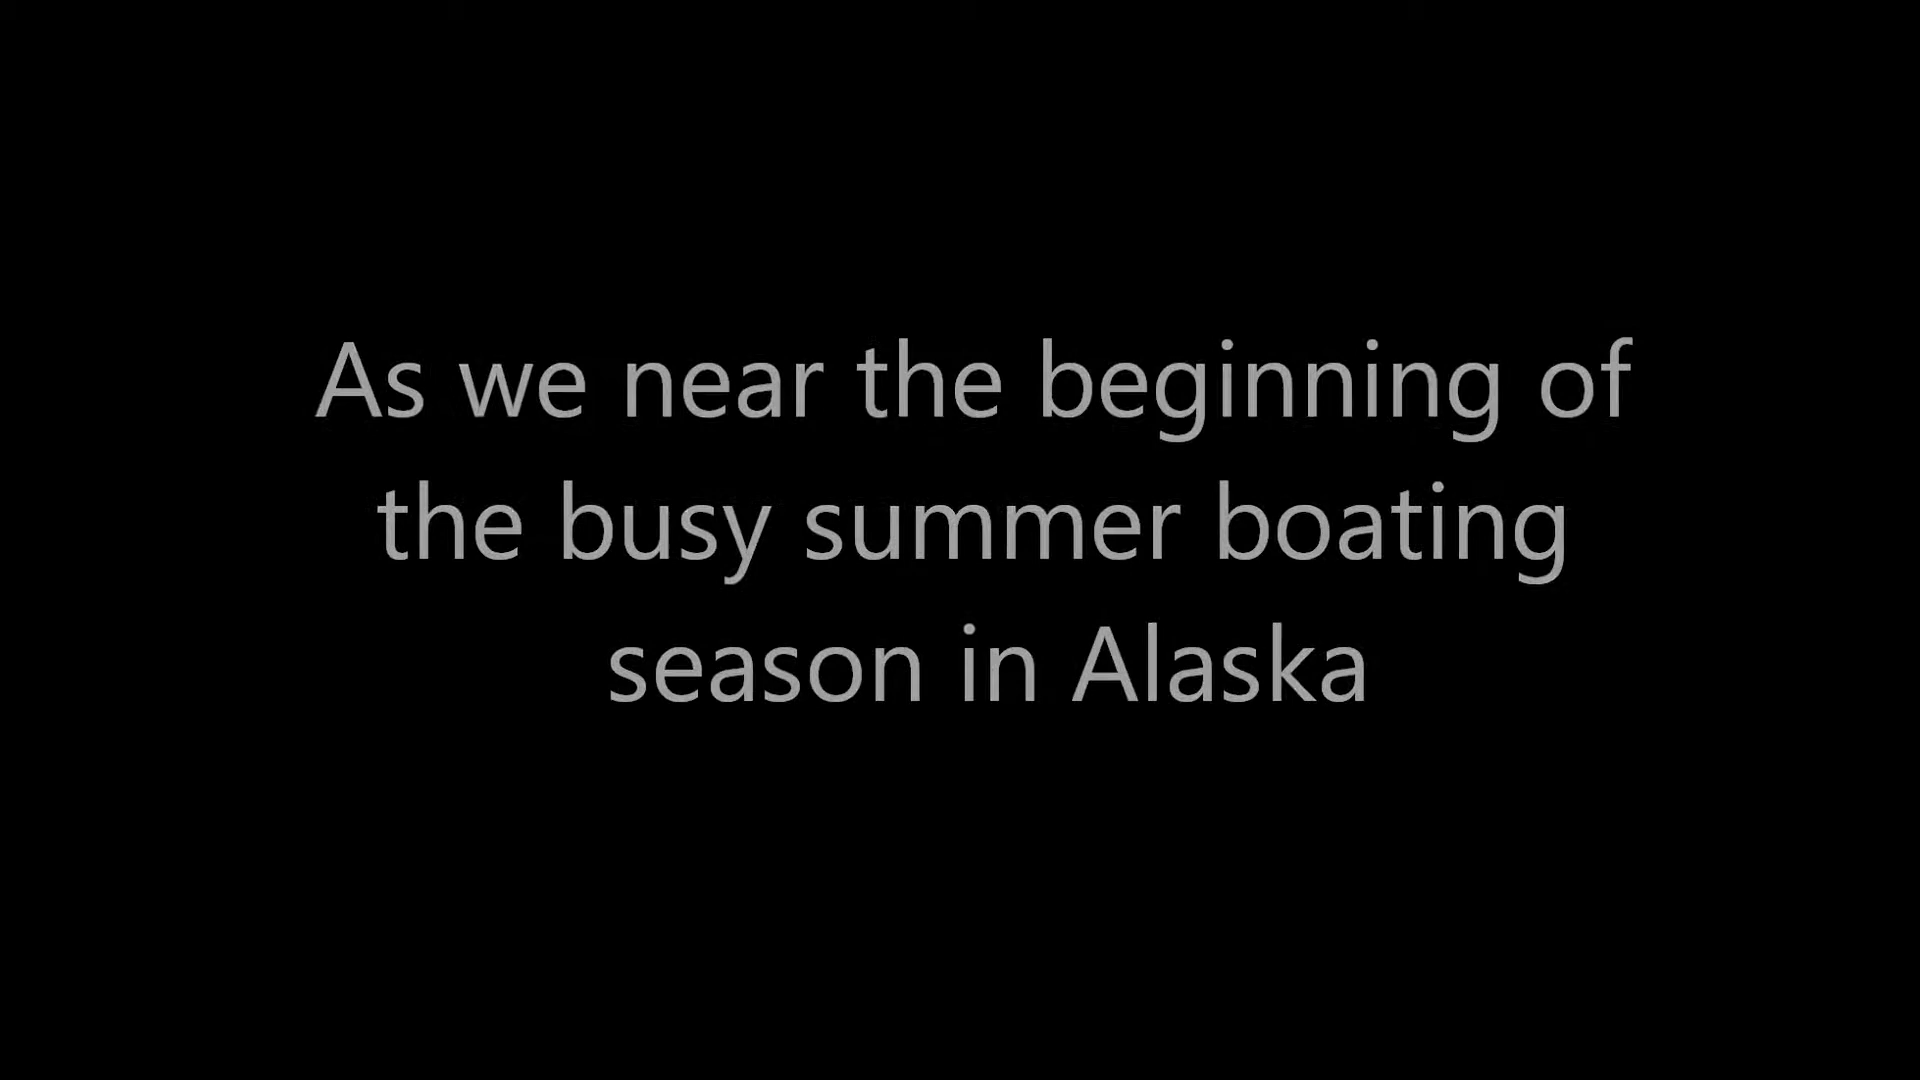 As we near the beginning of
the busy summer boating
season in Alaska